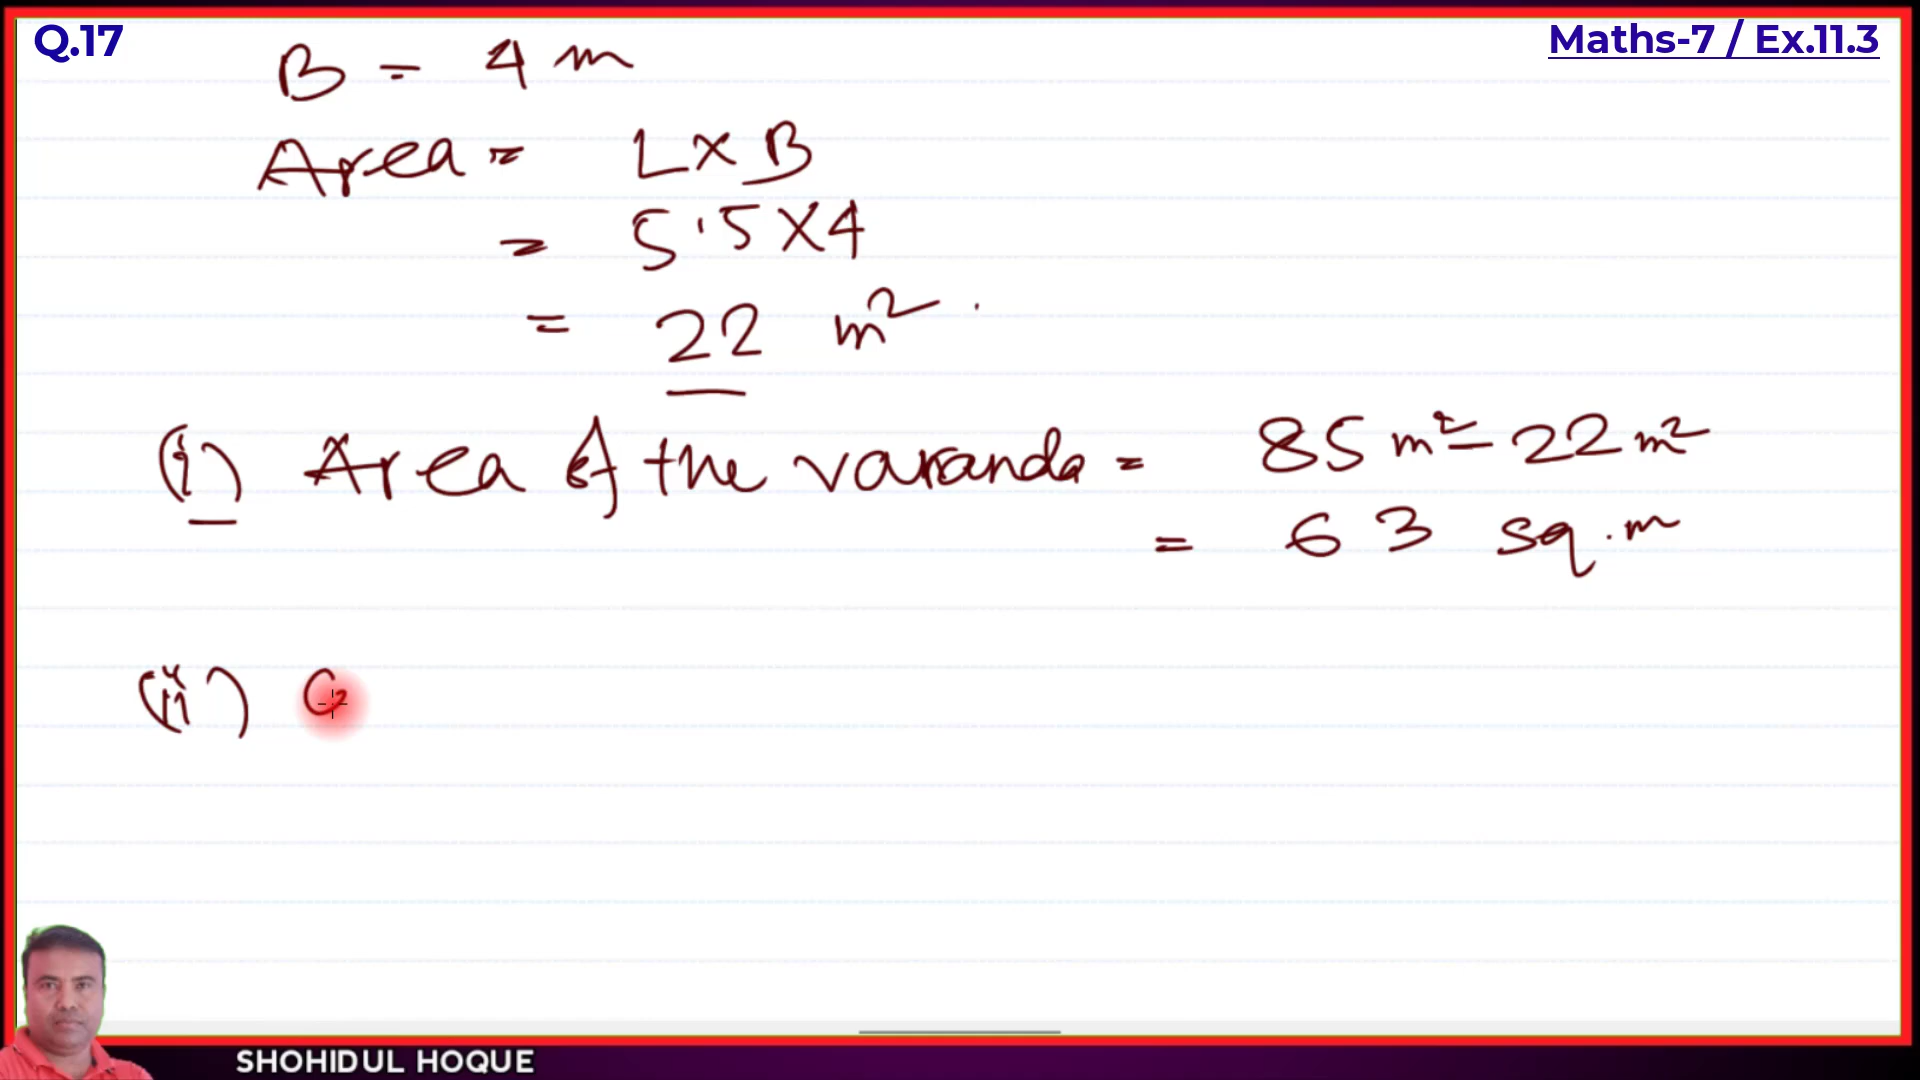 Q.17
Maths-7 / Ex.11.3
B = 4 m
Area = L × B
= 5.5 × 4
= 22 m².
(i) Area of the varanda = 85 m² - 22 m²
= 63 sq.m
(ii)
SHOHIDUL HOQUE